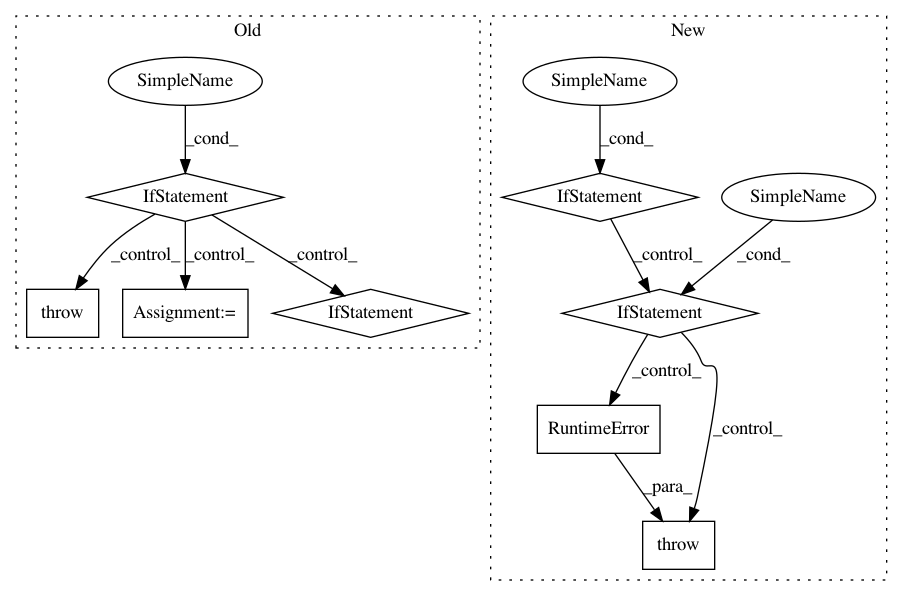 Old
New
SimpleName
SimpleName
_cond_
_cond_
IfStatement
IfStatement
SimpleName
_control_
_control_
_control_
_control_
_cond_
throw
Assignment:=
IfStatement
IfStatement
_control_
RuntimeError
_control_
_para_
throw